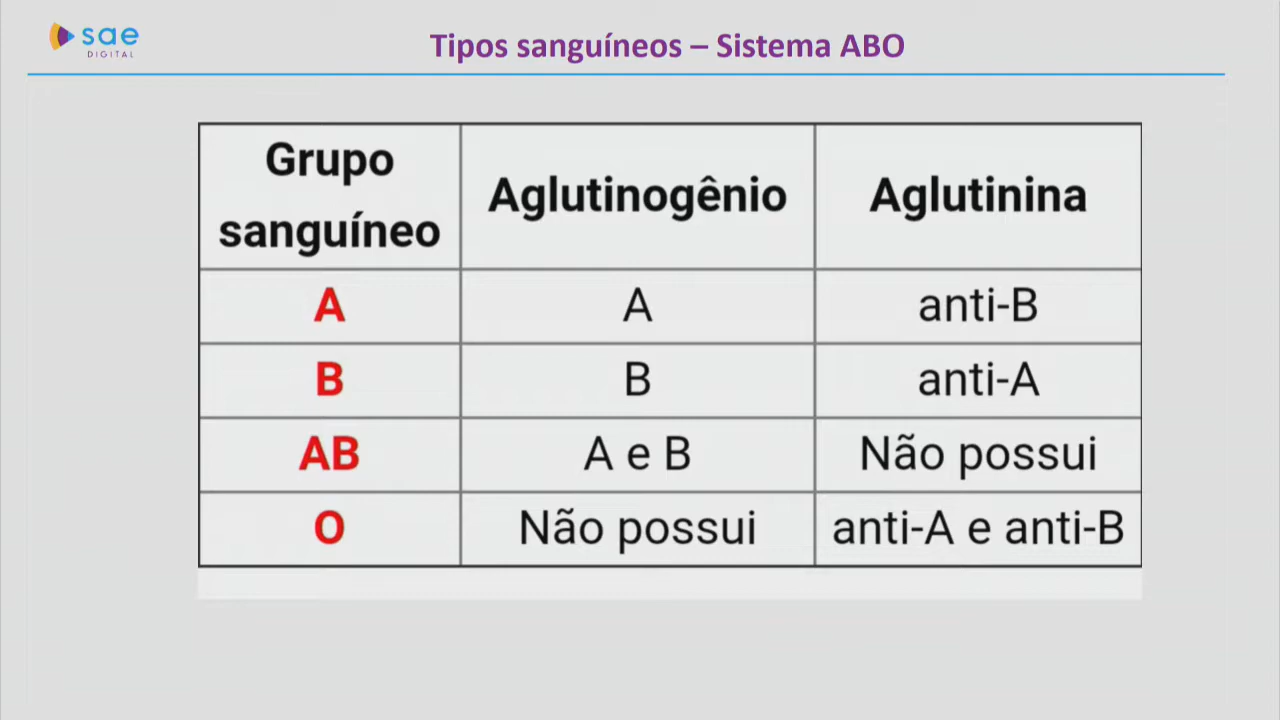 sae
DIGITAL
Tipos sanguíneos – Sistema ABO
Grupo sanguíneo Aglutinogênio Aglutinina
A A anti-B
B B anti-A
AB A e B Não possui
O Não possui anti-A e anti-B